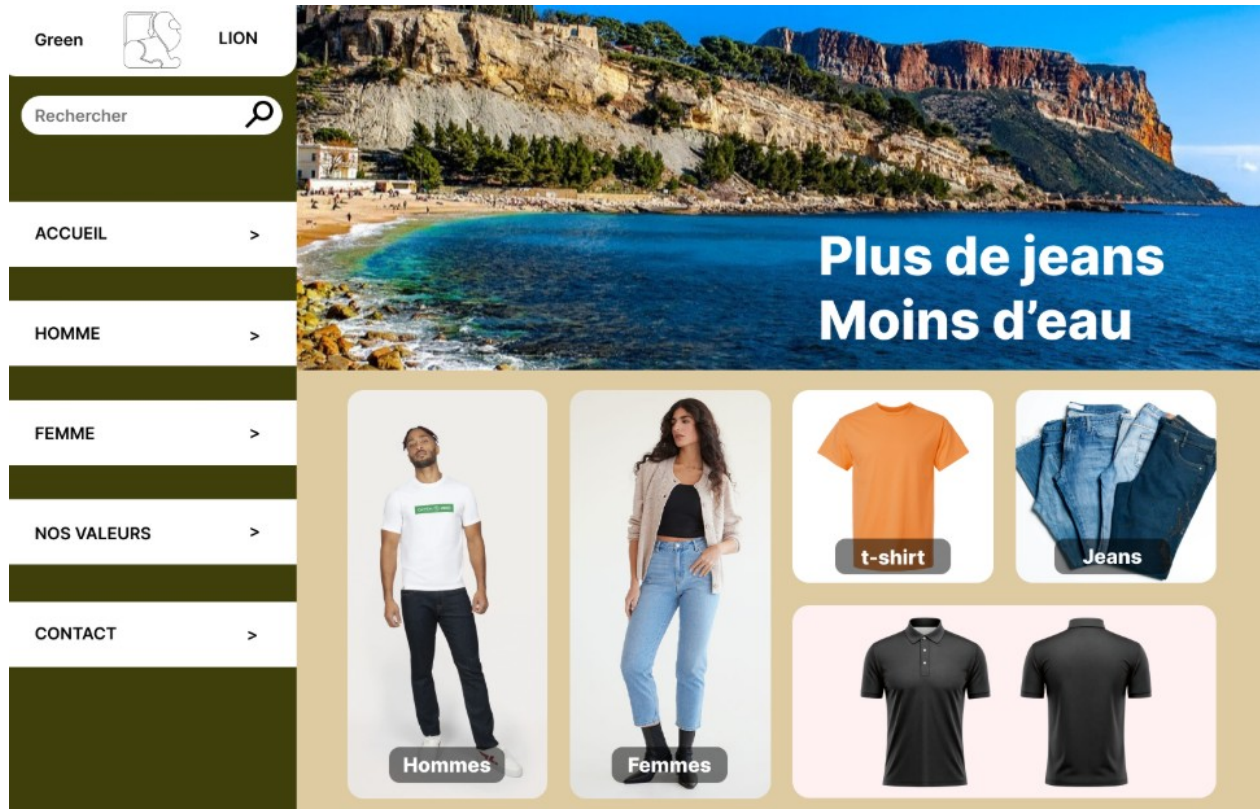 Green LION
Rechercher
ACCUEIL >
HOMME >
FEMME >
NOS VALEURS >
CONTACT >
Plus de jeans
Moins d’eau
t-shirt
Jeans
Hommes
Femmes